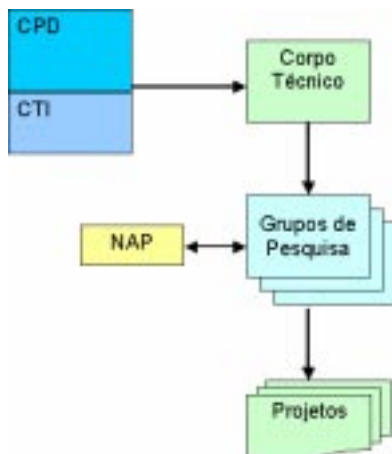 CPD
CTI
Corpo
Técnico
Grupos de
Pesquisa
NAP
Projetos